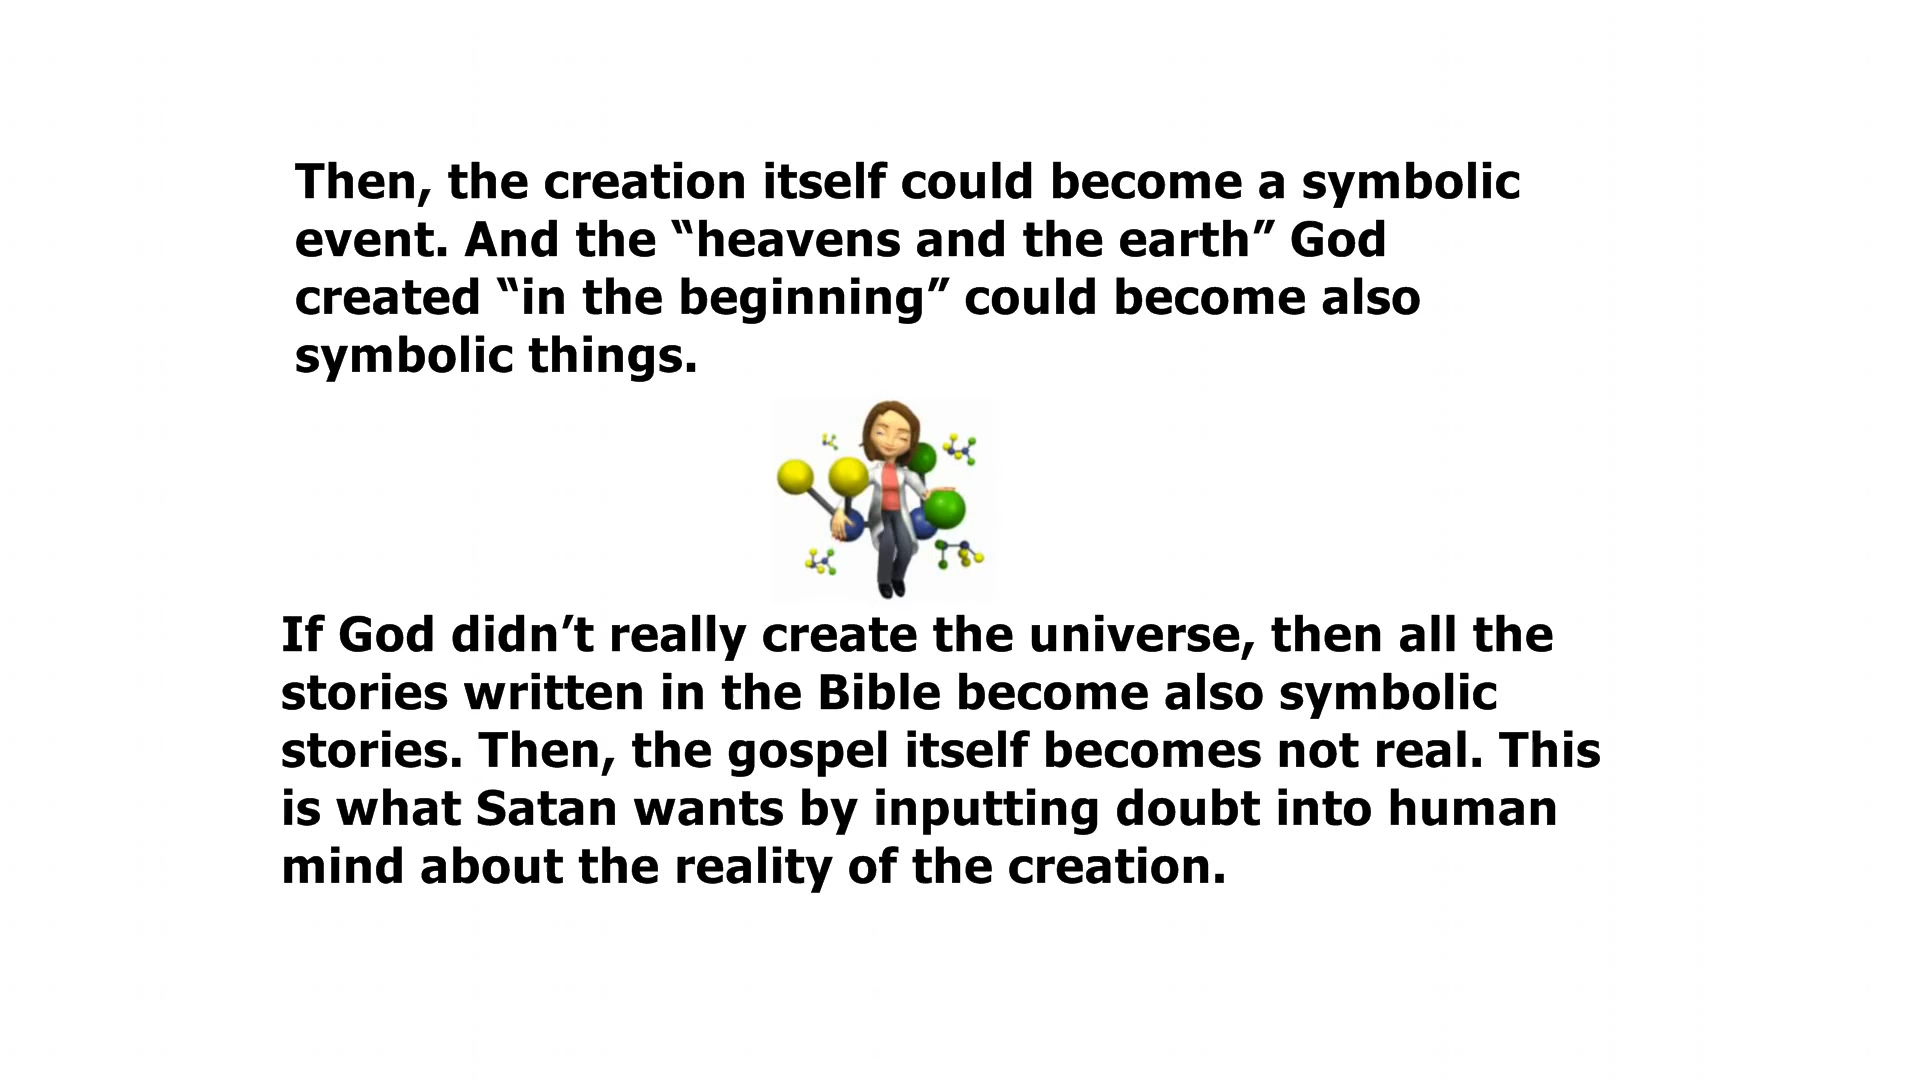 Then, the creation itself could become a symbolic
event. And the “heavens and the earth” God
created “in the beginning” could become also
symbolic things.
If God didn’t really create the universe, then all the
stories written in the Bible become also symbolic
stories. Then, the gospel itself becomes not real. This
is what Satan wants by inputting doubt into human
mind about the reality of the creation.